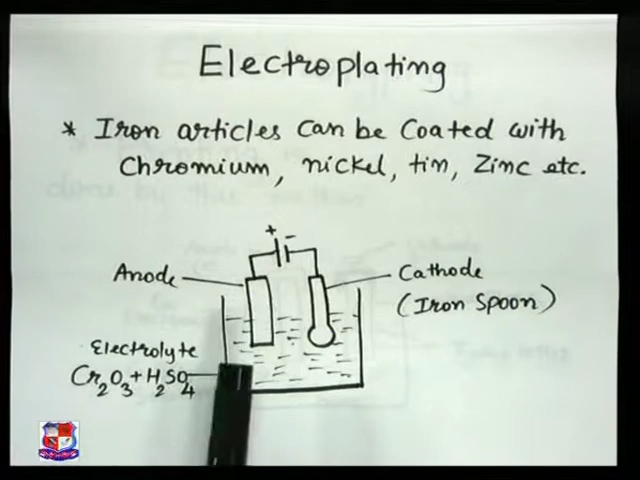 Electroplating
* Iron articles can be Coated with
Chromium, nickel, tin, Zinc etc.
+ -
Anode
Cathode
(Iron Spoon)
Electrolyte
Cr2O3+H2SO4